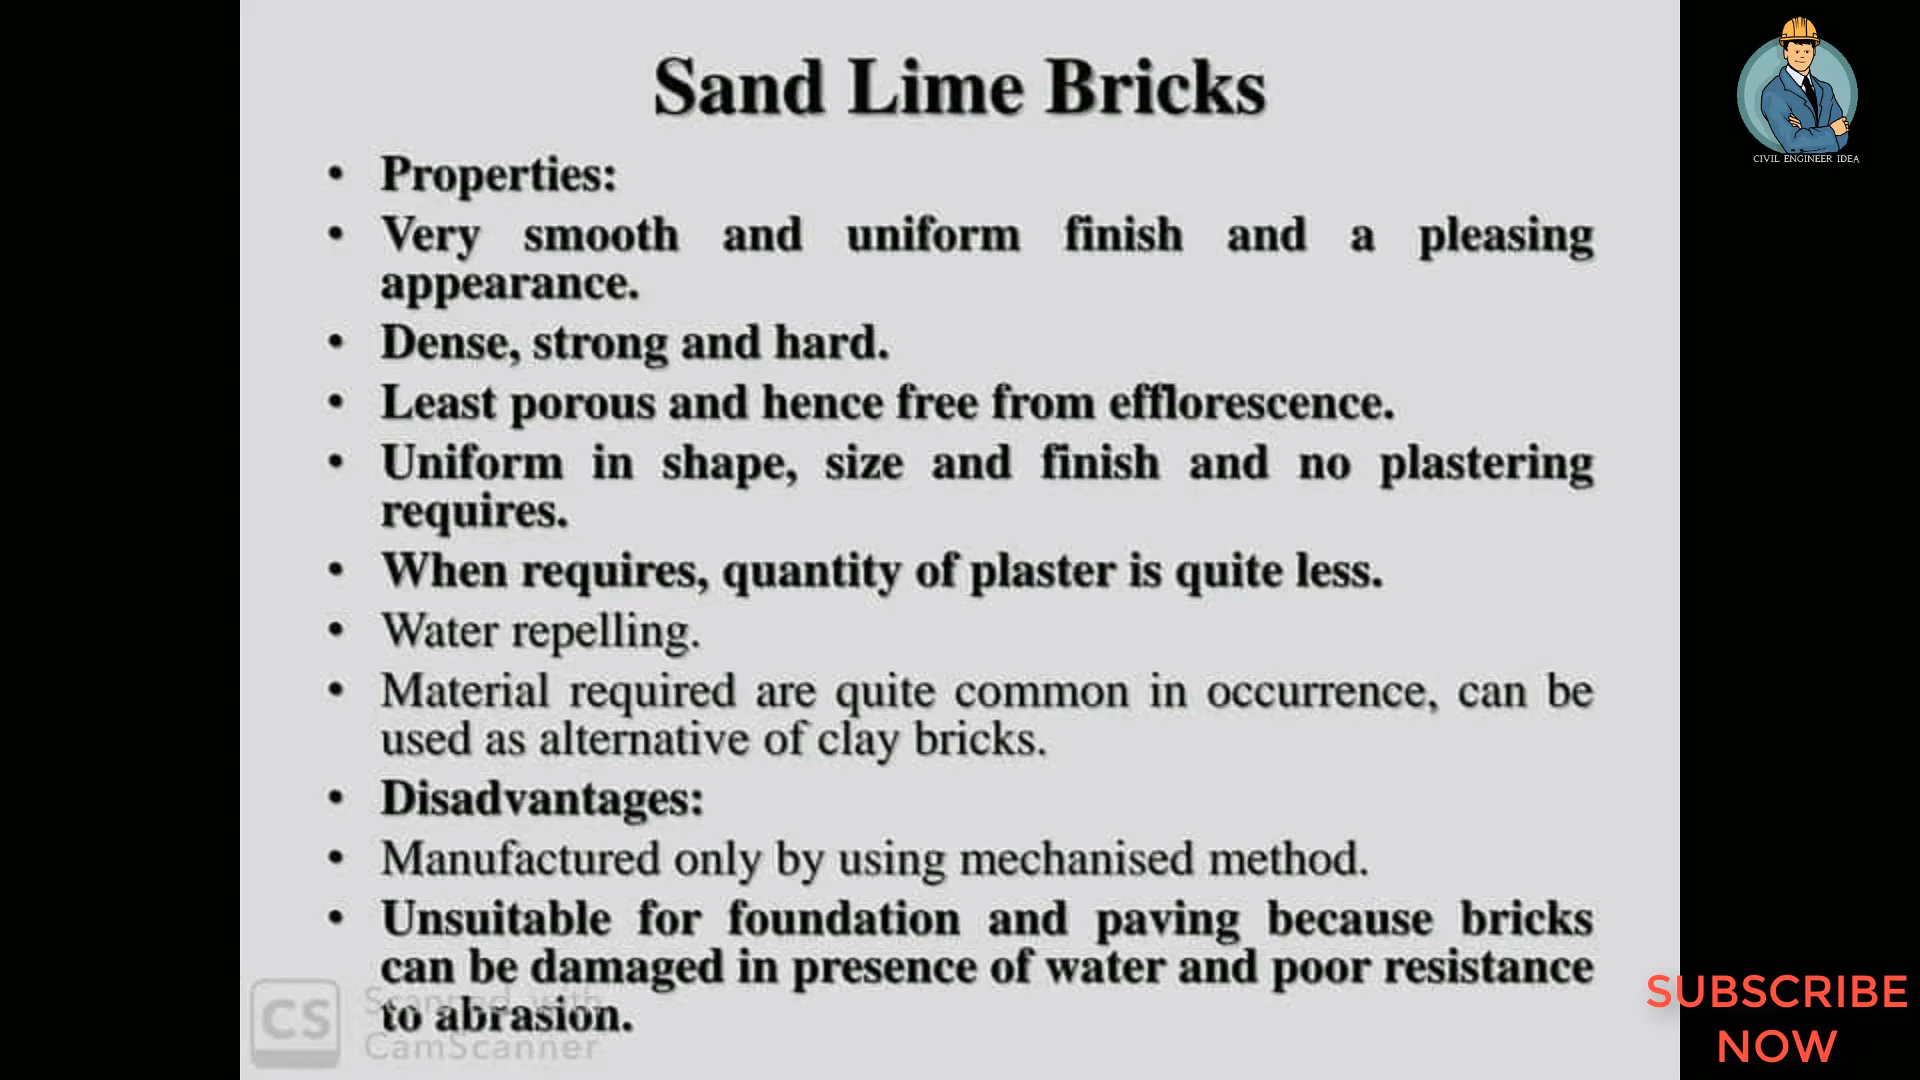 Sand Lime Bricks
• Properties:
• Very smooth and uniform finish and a pleasing
appearance.
• Dense, strong and hard.
• Least porous and hence free from efflorescence.
• Uniform in shape, size and finish and no plastering
requires.
• When requires, quantity of plaster is quite less.
• Water repelling.
• Material required are quite common in occurrence, can be
used as alternative of clay bricks.
• Disadvantages:
• Manufactured only by using mechanised method.
• Unsuitable for foundation and paving because bricks
can be damaged in presence of water and poor resistance
to abrasion.
CS
Scanned with
CamScanner
CIVIL ENGINEER IDEA
SUBSCRIBE
NOW